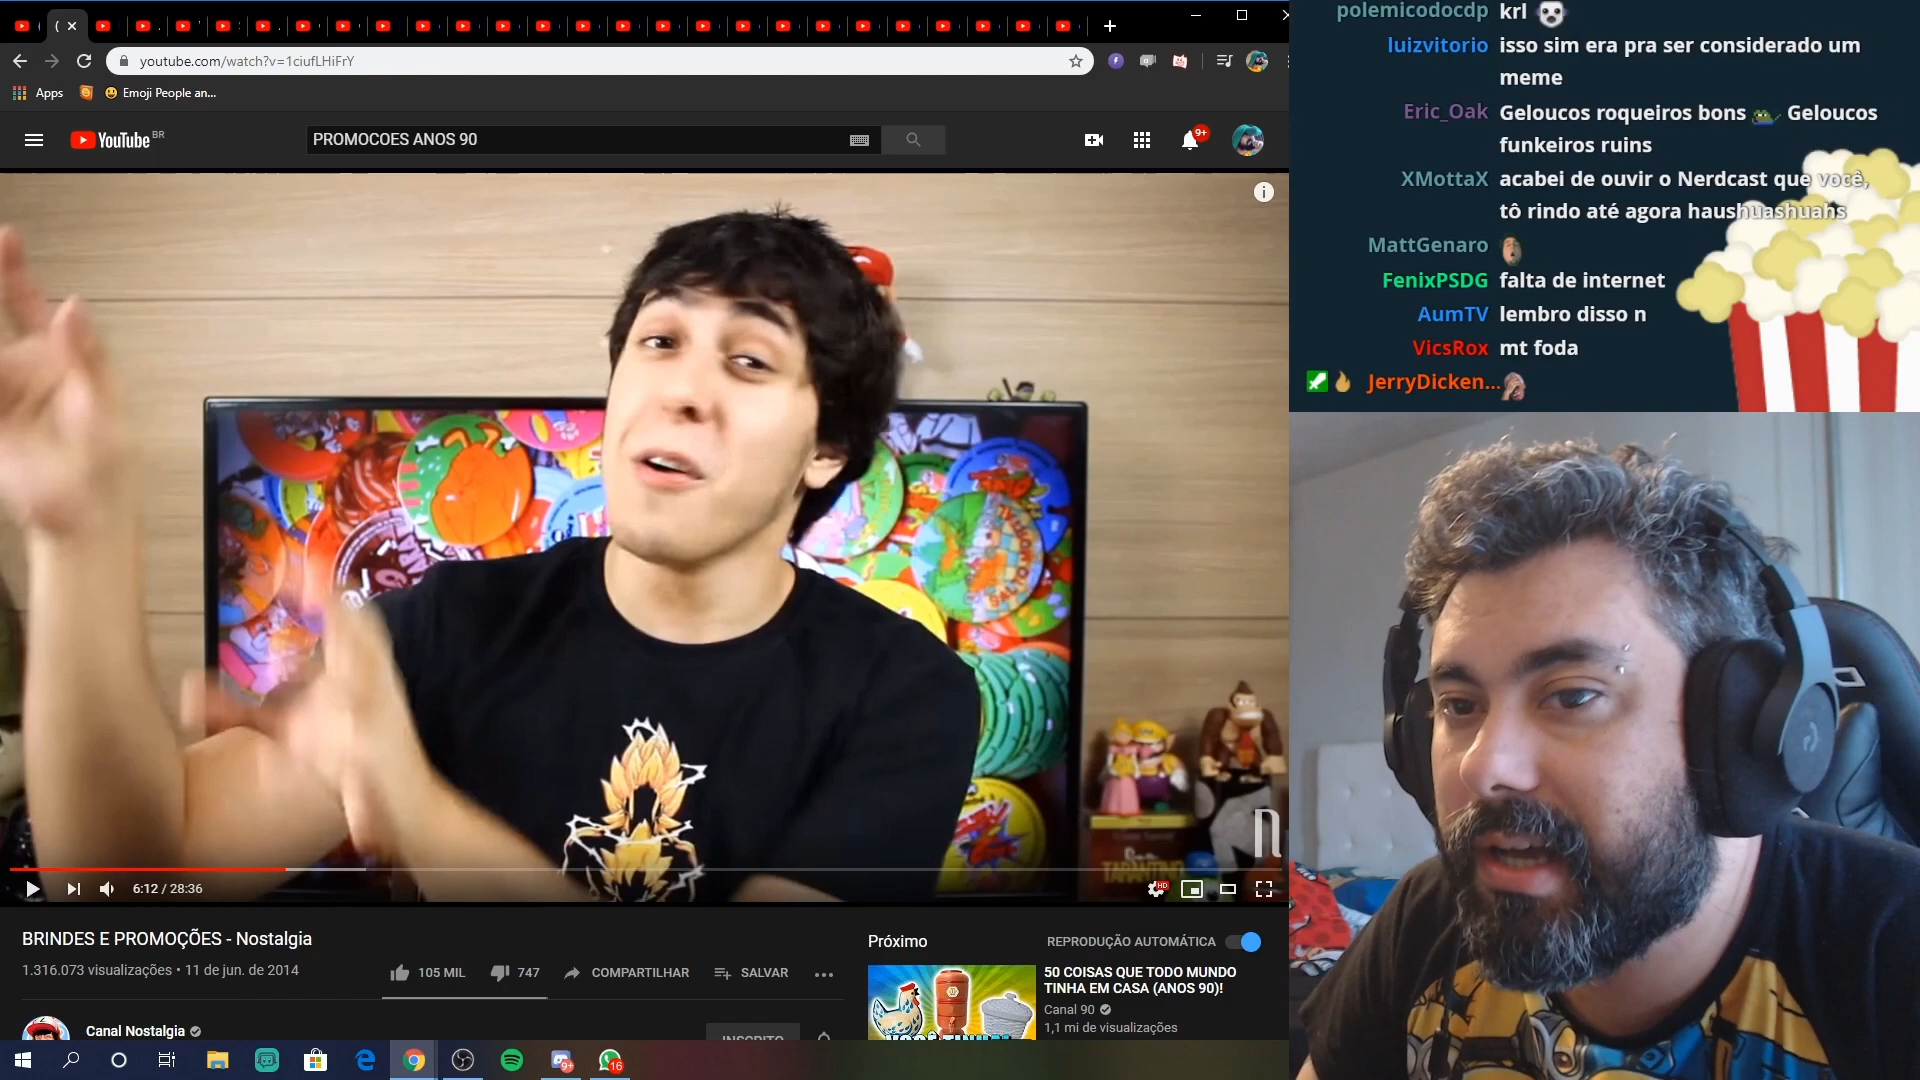 youtube.com/watch?v=1ciufLHiFrY
Apps
Emoji People an...
YouTube BR
PROMOCOES ANOS 90
9+
6:12 / 28:36
HD
BRINDES E PROMOÇÕES - Nostalgia
1.316.073 visualizações • 11 de jun. de 2014
105 MIL
747
COMPARTILHAR
SALVAR
Canal Nostalgia
INSCRITO
Próximo
REPRODUÇÃO AUTOMÁTICA
50 COISAS QUE TODO MUNDO
TINHA EM CASA (ANOS 90)!
Canal 90
1,1 mi de visualizações
TARANTINO
9+
16
polemicodocdp krl
luizvitorio isso sim era pra ser considerado um
meme
Eric_Oak Geloucos roqueiros bons Geloucos
funkeiros ruins
XMottaX acabei de ouvir o Nerdcast que você,
tô rindo até agora haushuashuahs
MattGenaro
FenixPSDG falta de internet
AumTV lembro disso n
VicsRox mt foda
JerryDicken...